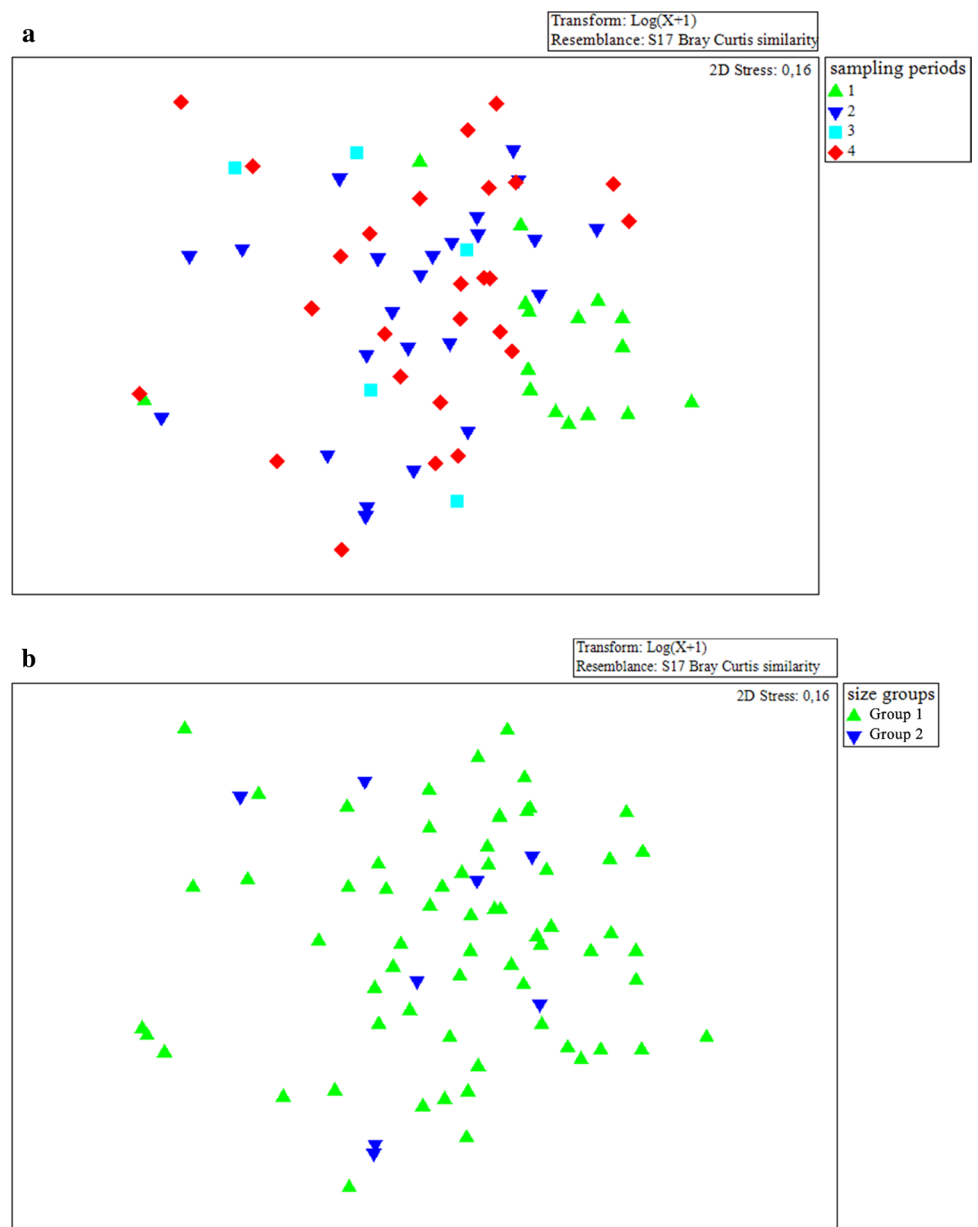 a
Transform: Log(X+1)
Resemblance: S17 Bray Curtis similarity
2D Stress: 0,16
sampling periods
1
2
3
4
b
Transform: Log(X+1)
Resemblance: S17 Bray Curtis similarity
2D Stress: 0,16
size groups
Group 1
Group 2